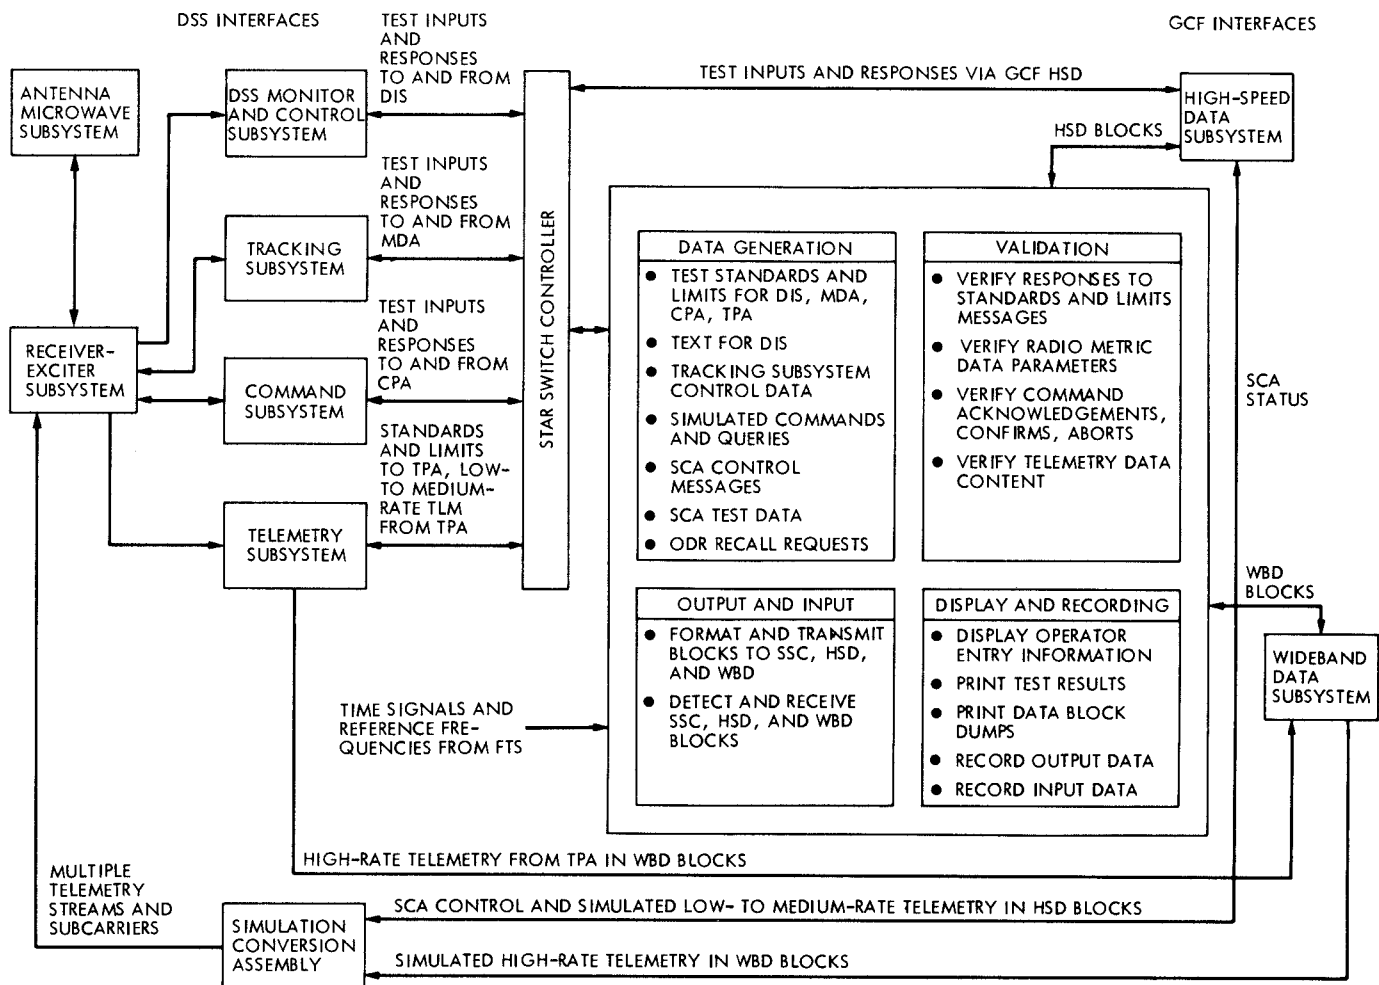 DSS INTERFACES
GCF INTERFACES
TEST INPUTS
AND
RESPONSES
TO AND FROM
DIS
ANTENNA
MICROWAVE
SUBSYSTEM
DSS MONITOR
AND CONTROL
SUBSYSTEM
TEST INPUTS AND RESPONSES VIA GCF HSD
HIGH-SPEED
DATA
SUBSYSTEM
HSD BLOCKS
TEST INPUTS
AND
RESPONSES
TO AND FROM
MDA
TRACKING
SUBSYSTEM
STAR SWITCH CONTROLLER
RECEIVER-
EXCITER
SUBSYSTEM
TEST INPUTS
AND
RESPONSES
TO AND FROM
CPA
COMMAND
SUBSYSTEM
STANDARDS
AND LIMITS
TO TPA, LOW-
TO MEDIUM-
RATE TLM
FROM TPA
TELEMETRY
SUBSYSTEM
DATA GENERATION
● TEST STANDARDS AND
LIMITS FOR DIS, MDA,
CPA, TPA
● TEXT FOR DIS
● TRACKING SUBSYSTEM
CONTROL DATA
● SIMULATED COMMANDS
AND QUERIES
● SCA CONTROL
MESSAGES
● SCA TEST DATA
● ODR RECALL REQUESTS
VALIDATION
● VERIFY RESPONSES TO
STANDARDS AND LIMITS
MESSAGES
● VERIFY RADIO METRIC
DATA PARAMETERS
● VERIFY COMMAND
ACKNOWLEDGEMENTS,
CONFIRMS, ABORTS
● VERIFY TELEMETRY DATA
CONTENT
SCA
STATUS
OUTPUT AND INPUT
● FORMAT AND TRANSMIT
BLOCKS TO SSC, HSD,
AND WBD
● DETECT AND RECEIVE
SSC, HSD, AND WBD
BLOCKS
DISPLAY AND RECORDING
● DISPLAY OPERATOR
ENTRY INFORMATION
● PRINT TEST RESULTS
● PRINT DATA BLOCK
DUMPS
● RECORD OUTPUT DATA
● RECORD INPUT DATA
WBD
BLOCKS
WIDEBAND
DATA
SUBSYSTEM
TIME SIGNALS AND
REFERENCE FRE-
QUENCIES FROM FTS
HIGH-RATE TELEMETRY FROM TPA IN WBD BLOCKS
MULTIPLE
TELEMETRY
STREAMS AND
SUBCARRIERS
SCA CONTROL AND SIMULATED LOW- TO MEDIUM-RATE TELEMETRY IN HSD BLOCKS
SIMULATION
CONVERSION
ASSEMBLY
SIMULATED HIGH-RATE TELEMETRY IN WBD BLOCKS